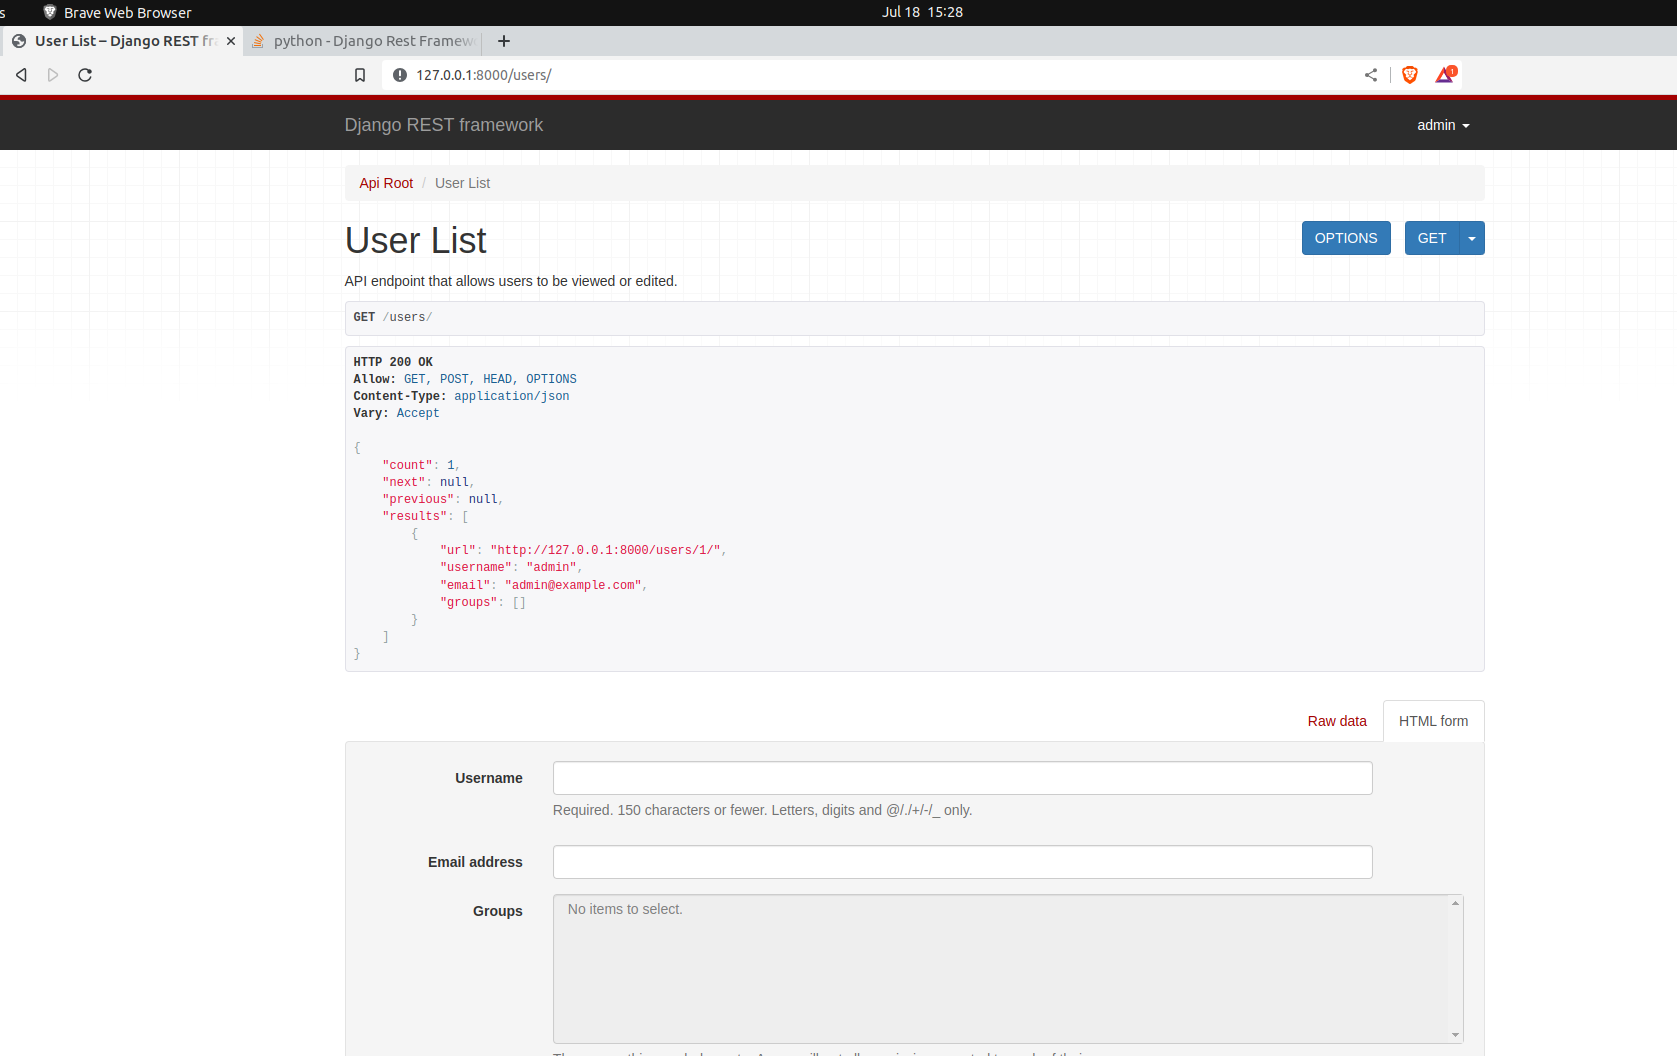 s Brave Web Browser Jul 18 15:28
User List – Django REST fra python - Django Rest Framew
127.0.0.1:8000/users/ 1
Django REST framework admin
Api Root / User List
User List OPTIONS GET
API endpoint that allows users to be viewed or edited.
GET /users/
HTTP 200 OK
Allow: GET, POST, HEAD, OPTIONS
Content-Type: application/json
Vary: Accept
{
    "count": 1,
    "next": null,
    "previous": null,
    "results": [
        {
            "url": "http://127.0.0.1:8000/users/1/",
            "username": "admin",
            "email": "admin@example.com",
            "groups": []
        }
    ]
}
Raw data HTML form
Username
Required. 150 characters or fewer. Letters, digits and @/./+/-/_ only.
Email address
Groups No items to select.